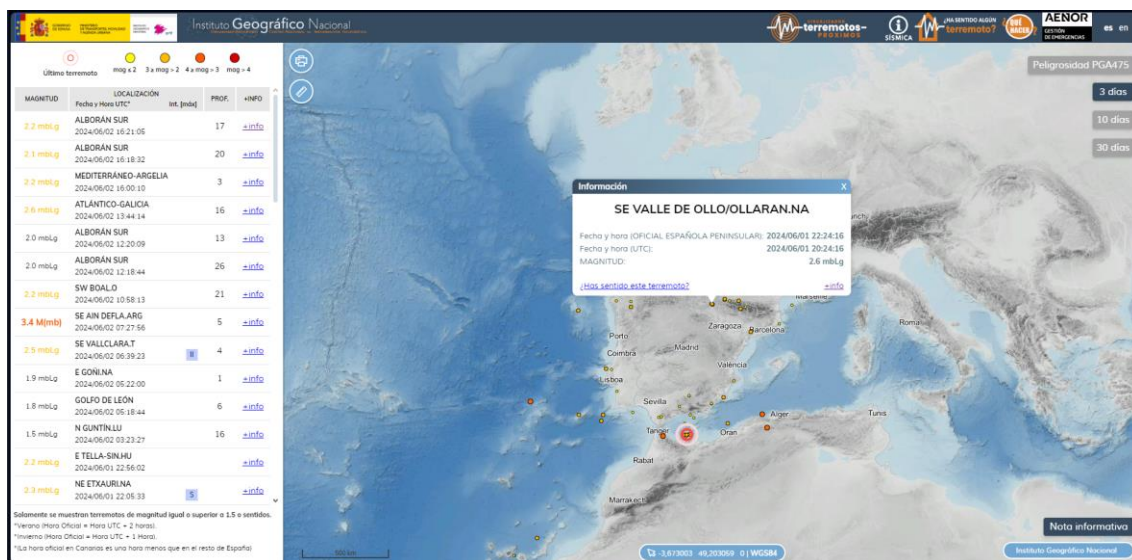 Instituto Geográfico Nacional
terremotos
PRÓXIMOS
SÍSMICA
¿HA SENTIDO ALGÚN
terremoto?
¿QUÉ
HACER?
AENOR
GESTIÓN
DE EMERGENCIAS
es en
Último terremoto
mag ≤ 2 3 ≥ mag > 2 4 ≥ mag > 3 mag > 4
MAGNITUD LOCALIZACIÓN PROF. +INFO
Fecha y Hora UTC* Int. [máx]
2.2 mbLg ALBORÁN SUR 17 +info
2024/06/02 16:21:05
2.1 mbLg ALBORÁN SUR 20 +info
2024/06/02 16:18:32
2.2 mbLg MEDITERRÁNEO-ARGELIA 3 +info
2024/06/02 16:00:10
2.6 mbLg ATLÁNTICO-GALICIA 16 +info
2024/06/02 13:44:14
2.0 mbLg ALBORÁN SUR 13 +info
2024/06/02 12:20:09
2.0 mbLg ALBORÁN SUR 26 +info
2024/06/02 12:18:44
2.2 mbLg SW BOAL.O 21 +info
2024/06/02 10:58:13
3.4 M(mb) SE AIN DEFLA.ARG 5 +info
2024/06/02 07:27:56
2.5 mbLg SE VALLCLARA.T 4 +info
2024/06/02 06:39:23 II
1.9 mbLg E GOÑI.NA 1 +info
2024/06/02 05:22:00
1.8 mbLg GOLFO DE LEÓN 6 +info
2024/06/02 05:18:44
1.5 mbLg N GUNTÍN.LU 16 +info
2024/06/02 03:23:27
2.2 mbLg E TELLA-SIN.HU +info
2024/06/01 22:56:02
2.3 mbLg NE ETXAURI.NA +info
2024/06/01 22:05:33 S
Solamente se muestran terremotos de magnitud igual o superior a 1.5 o sentidos.
*Verano (Hora Oficial = Hora UTC + 2 horas).
*Invierno (Hora Oficial = Hora UTC + 1 Hora).
*(La hora oficial en Canarias es una hora menos que en el resto de España)
Peligrosidad PGA475
3 días
10 días
30 días
Información X
SE VALLE DE OLLO/OLLARAN.NA
Fecha y hora (OFICIAL ESPAÑOLA PENINSULAR): 2024/06/01 22:24:16
Fecha y hora (UTC): 2024/06/01 20:24:16
MAGNITUD: 2.6 mbLg
¿Has sentido este terremoto? +info
Marseille
Porto
Zaragoza
Barcelona
Roma
Coimbra
Madrid
València
Lisboa
Sevilla
Alger
Tunis
Tanger
Oran
Rabat
Marrakech
500 km
-3,673003 49,203059 0 | WGS84
Nota informativa
Instituto Geográfico Nacional